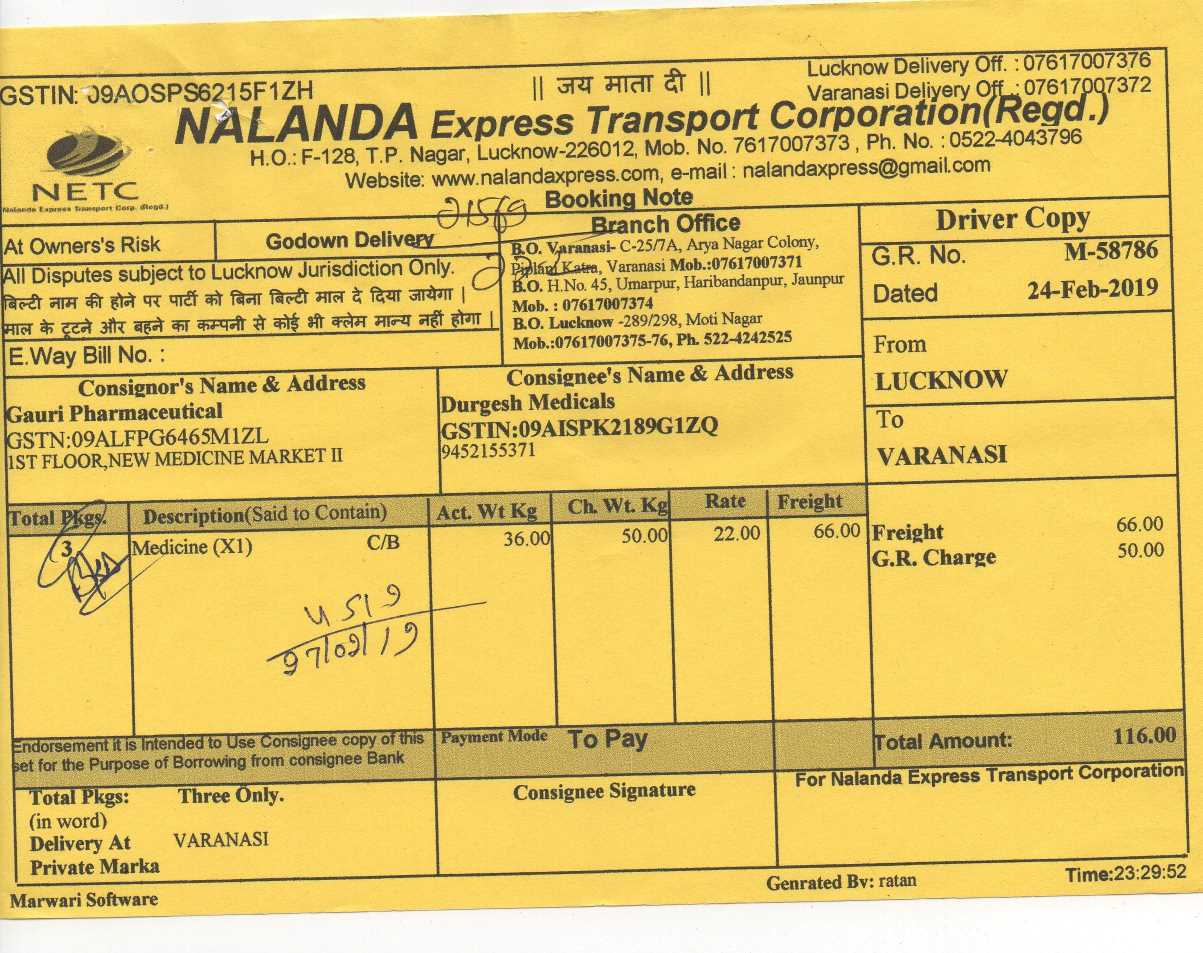 GSTIN: 09AOSPS6215F1ZH
|| जय माता दी ||
Lucknow Delivery Off. : 07617007376
Varanasi Deliyery Off .: 07617007372
NALANDA Express Transport Corporation(Regd.)
H.O.: F-128, T.P. Nagar, Lucknow-226012, Mob. No. 7617007373 , Ph. No. : 0522-4043796
Website: www.nalandaxpress.com, e-mail : nalandaxpress@gmail.com
NETC
Nalanda Express Transport Corp. (Regd.)
Booking Note
At Owners's Risk
Godown Delivery
All Disputes subject to Lucknow Jurisdiction Only.
बिल्टी नाम की होने पर पार्टी को बिना बिल्टी माल दे दिया जायेगा |
माल के टूटने और बहने का कम्पनी से कोई भी क्लेम मान्य नहीं होगा |
E.Way Bill No. :
Branch Office
B.O. Varanasi- C-25/7A, Arya Nagar Colony,
Katra, Varanasi Mob.:07617007371
B.O. H.No. 45, Umarpur, Haribandanpur, Jaunpur
Mob. : 07617007374
B.O. Lucknow -289/298, Moti Nagar
Mob.:07617007375-76, Ph. 522-4242525
Driver Copy
G.R. No. M-58786
Dated 24-Feb-2019
From
LUCKNOW
To
VARANASI
Consignor's Name & Address
Gauri Pharmaceutical
GSTN:09ALFPG6465M1ZL
1ST FLOOR,NEW MEDICINE MARKET II
Consignee's Name & Address
Durgesh Medicals
GSTIN:09AISPK2189G1ZQ
9452155371
Total Pkgs. Description(Said to Contain) Act. Wt Kg Ch. Wt. Kg Rate Freight
3 Medicine (X1) C/B 36.00 50.00 22.00 66.00
Freight 66.00
G.R. Charge 50.00
27/02/19
Endorsement it is Intended to Use Consignee copy of this
set for the Purpose of Borrowing from consignee Bank
Payment Mode To Pay
Total Amount: 116.00
Total Pkgs: Three Only.
(in word)
Delivery At VARANASI
Private Marka
Consignee Signature
For Nalanda Express Transport Corporation
Marwari Software
Genrated By: ratan
Time:23:29:52